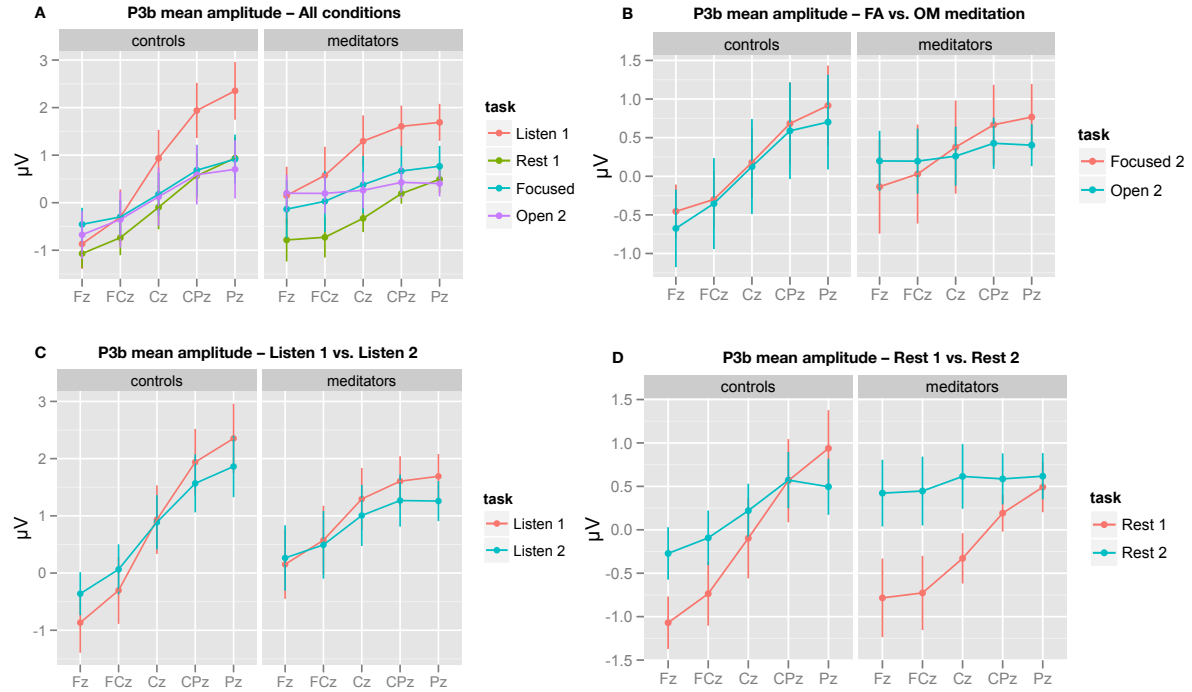 A
P3b mean amplitude – All conditions
controls
meditators
3
2
1
0
-1
µV
Fz FCz Cz CPz Pz
Fz FCz Cz CPz Pz
task
Listen 1
Rest 1
Focused
Open 2
B
P3b mean amplitude – FA vs. OM meditation
controls
meditators
1.5
1.0
0.5
0.0
-0.5
-1.0
µV
Fz FCz Cz CPz Pz
Fz FCz Cz CPz Pz
task
Focused 2
Open 2
C
P3b mean amplitude – Listen 1 vs. Listen 2
controls
meditators
3
2
1
0
-1
µV
Fz FCz Cz CPz Pz
Fz FCz Cz CPz Pz
task
Listen 1
Listen 2
D
P3b mean amplitude – Rest 1 vs. Rest 2
controls
meditators
1.5
1.0
0.5
0.0
-0.5
-1.0
-1.5
µV
Fz FCz Cz CPz Pz
Fz FCz Cz CPz Pz
task
Rest 1
Rest 2